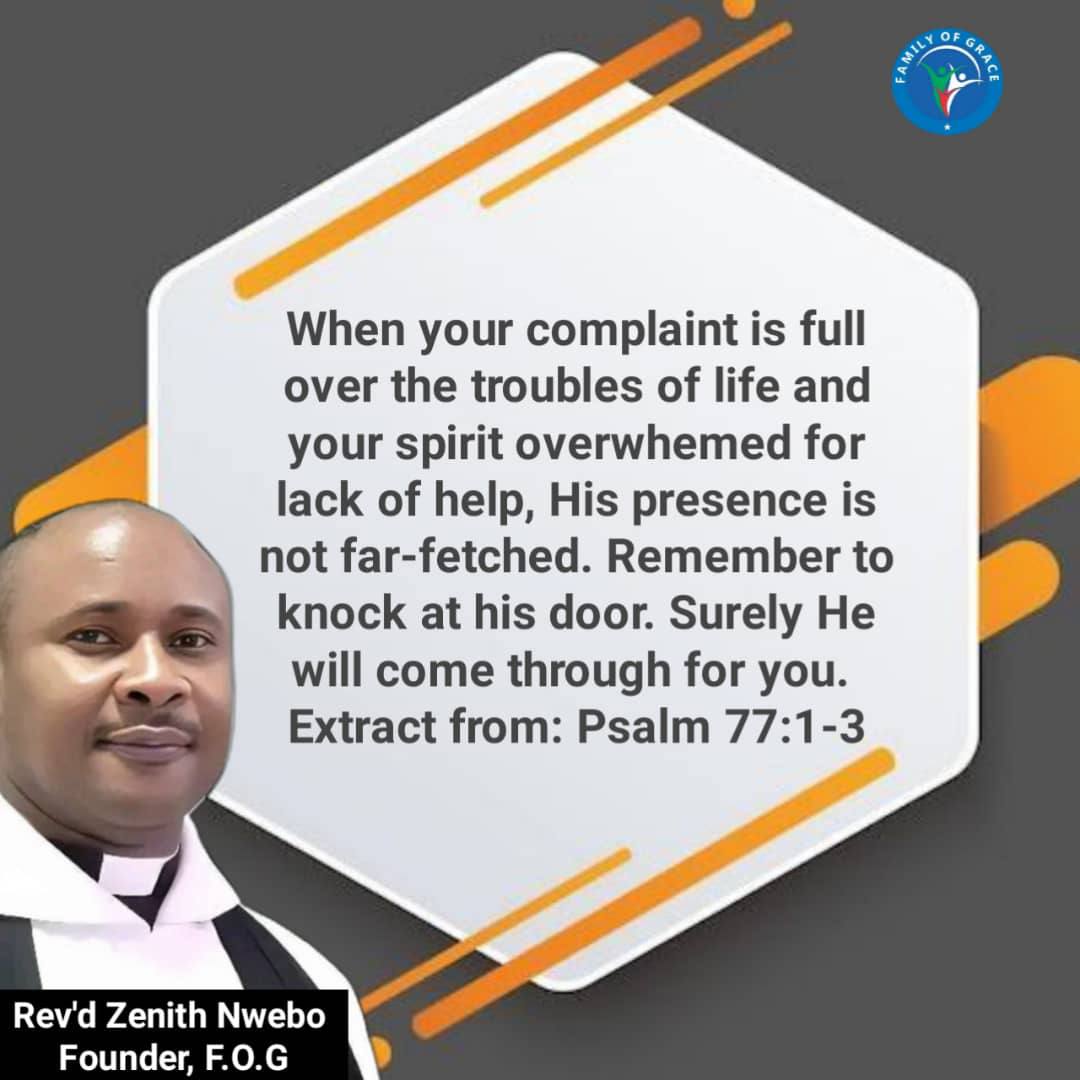 FAMILY OF GRACE
When your complaint is full
over the troubles of life and
your spirit overwhemed for
lack of help, His presence is
not far-fetched. Remember to
knock at his door. Surely He
will come through for you.
Extract from: Psalm 77:1-3
Rev'd Zenith Nwebo
Founder, F.O.G